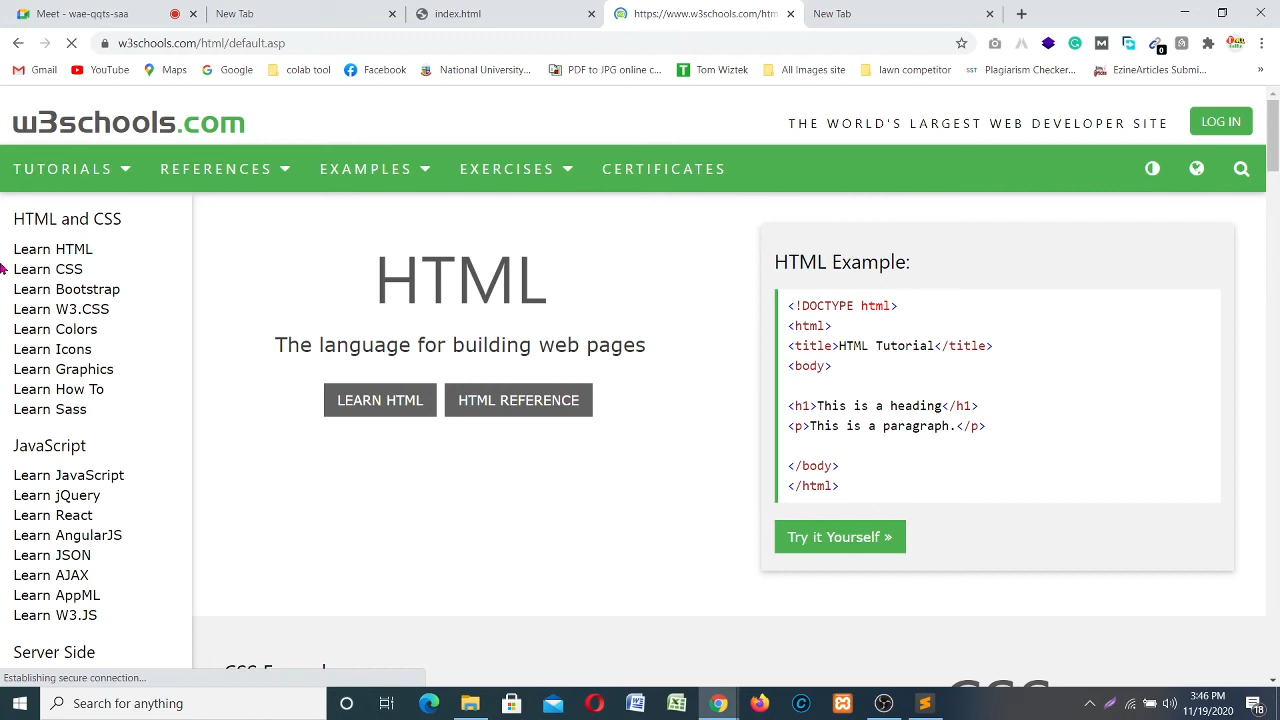 Meet - wae-qqts-saa
New Tab
index.html
https://www.w3schools.com/htm
New Tab
w3schools.com/html/default.asp
0
Gmail
YouTube
Maps
Google
colab tool
Facebook
National University...
PDF to JPG online c...
Tom Wiztek
All Images site
lawn competitor
Plagiarism Checker...
EzineArticles Submi...
»
w3schools.com
THE WORLD'S LARGEST WEB DEVELOPER SITE
LOG IN
TUTORIALS
REFERENCES
EXAMPLES
EXERCISES
CERTIFICATES
HTML and CSS
Learn HTML
Learn CSS
Learn Bootstrap
Learn W3.CSS
Learn Colors
Learn Icons
Learn Graphics
Learn How To
Learn Sass
JavaScript
Learn JavaScript
Learn jQuery
Learn React
Learn AngularJS
Learn JSON
Learn AJAX
Learn AppML
Learn W3.JS
Server Side
HTML
The language for building web pages
LEARN HTML
HTML REFERENCE
HTML Example:
<!DOCTYPE html>
<html>
<title>HTML Tutorial</title>
<body>
<h1>This is a heading</h1>
<p>This is a paragraph.</p>
</body>
</html>
Try it Yourself »
CSS Example
CSS
Establishing secure connection...
Type here to search
3:46 PM
11/19/2020